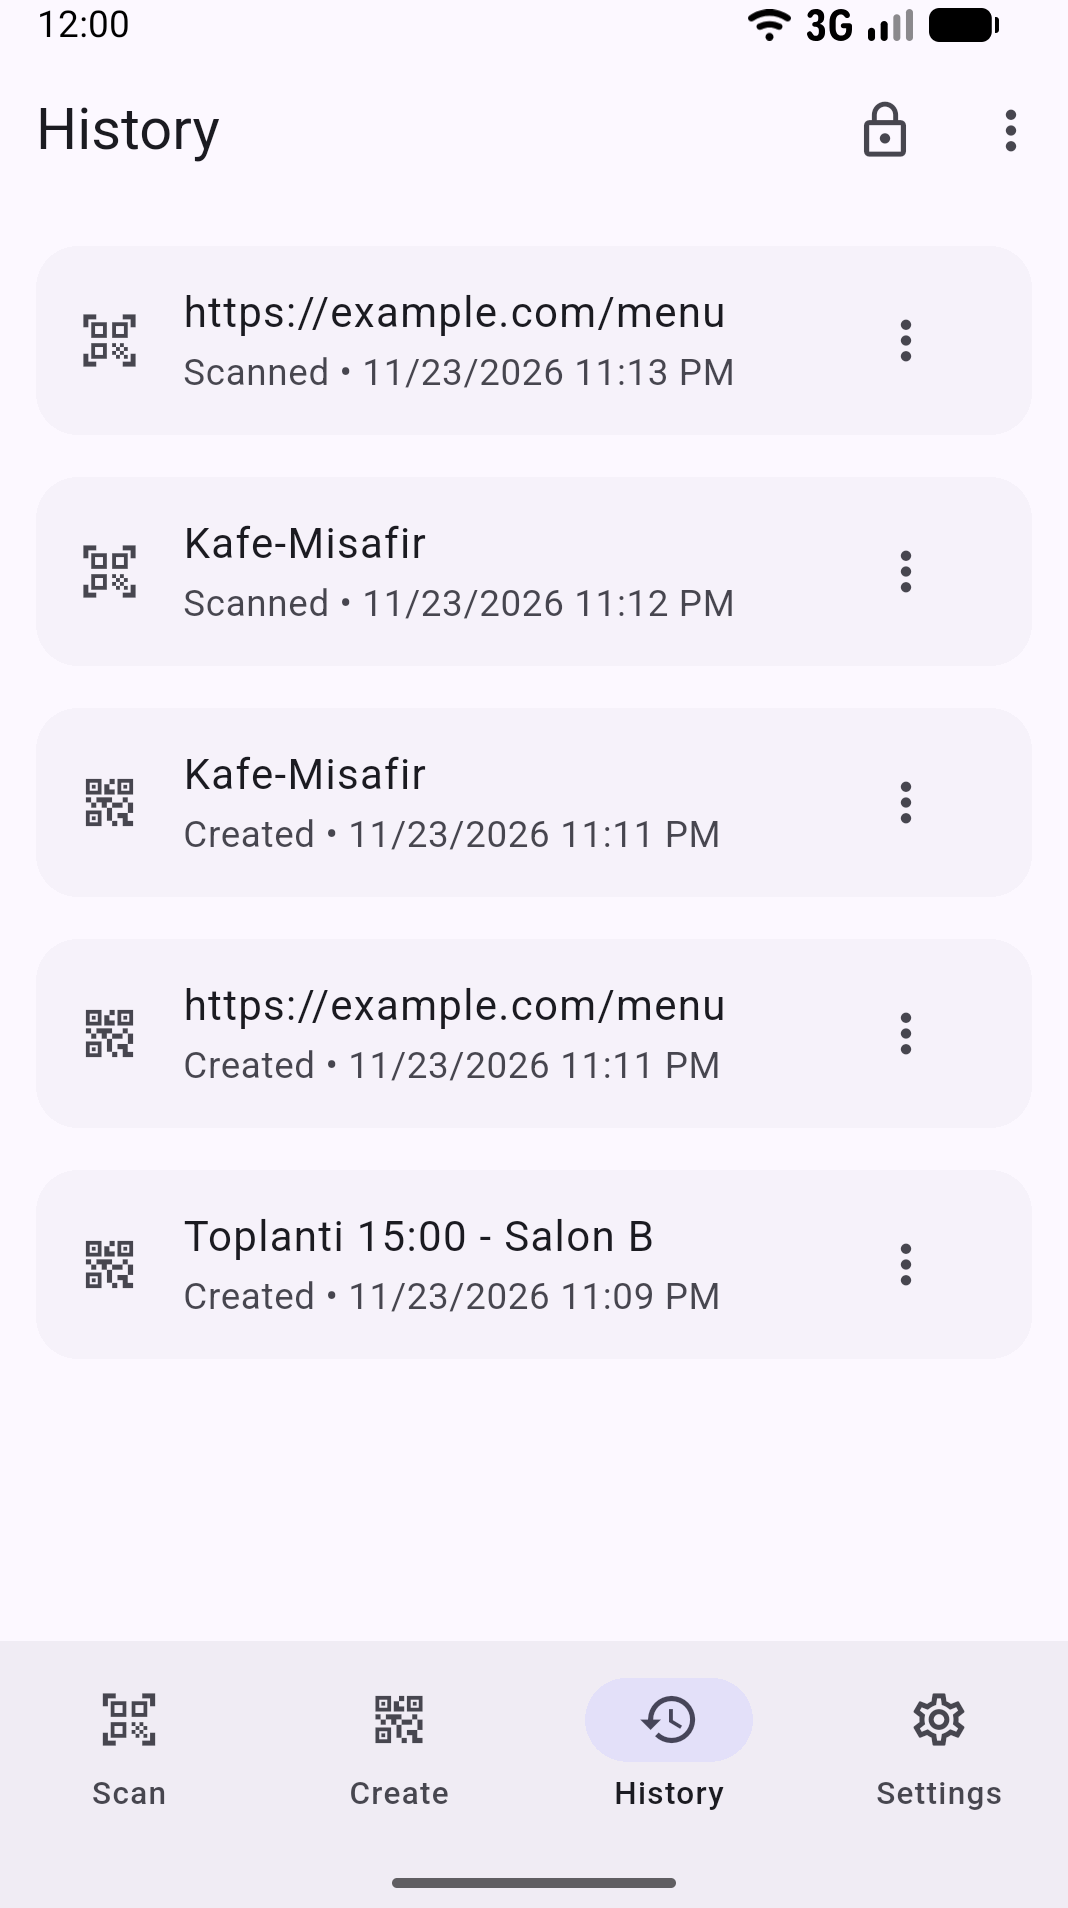 12:00 3G
History
https://example.com/menu
Scanned • 11/23/2026 11:13 PM
Kafe-Misafir
Scanned • 11/23/2026 11:12 PM
Kafe-Misafir
Created • 11/23/2026 11:11 PM
https://example.com/menu
Created • 11/23/2026 11:11 PM
Toplanti 15:00 - Salon B
Created • 11/23/2026 11:09 PM
Scan Create History Settings